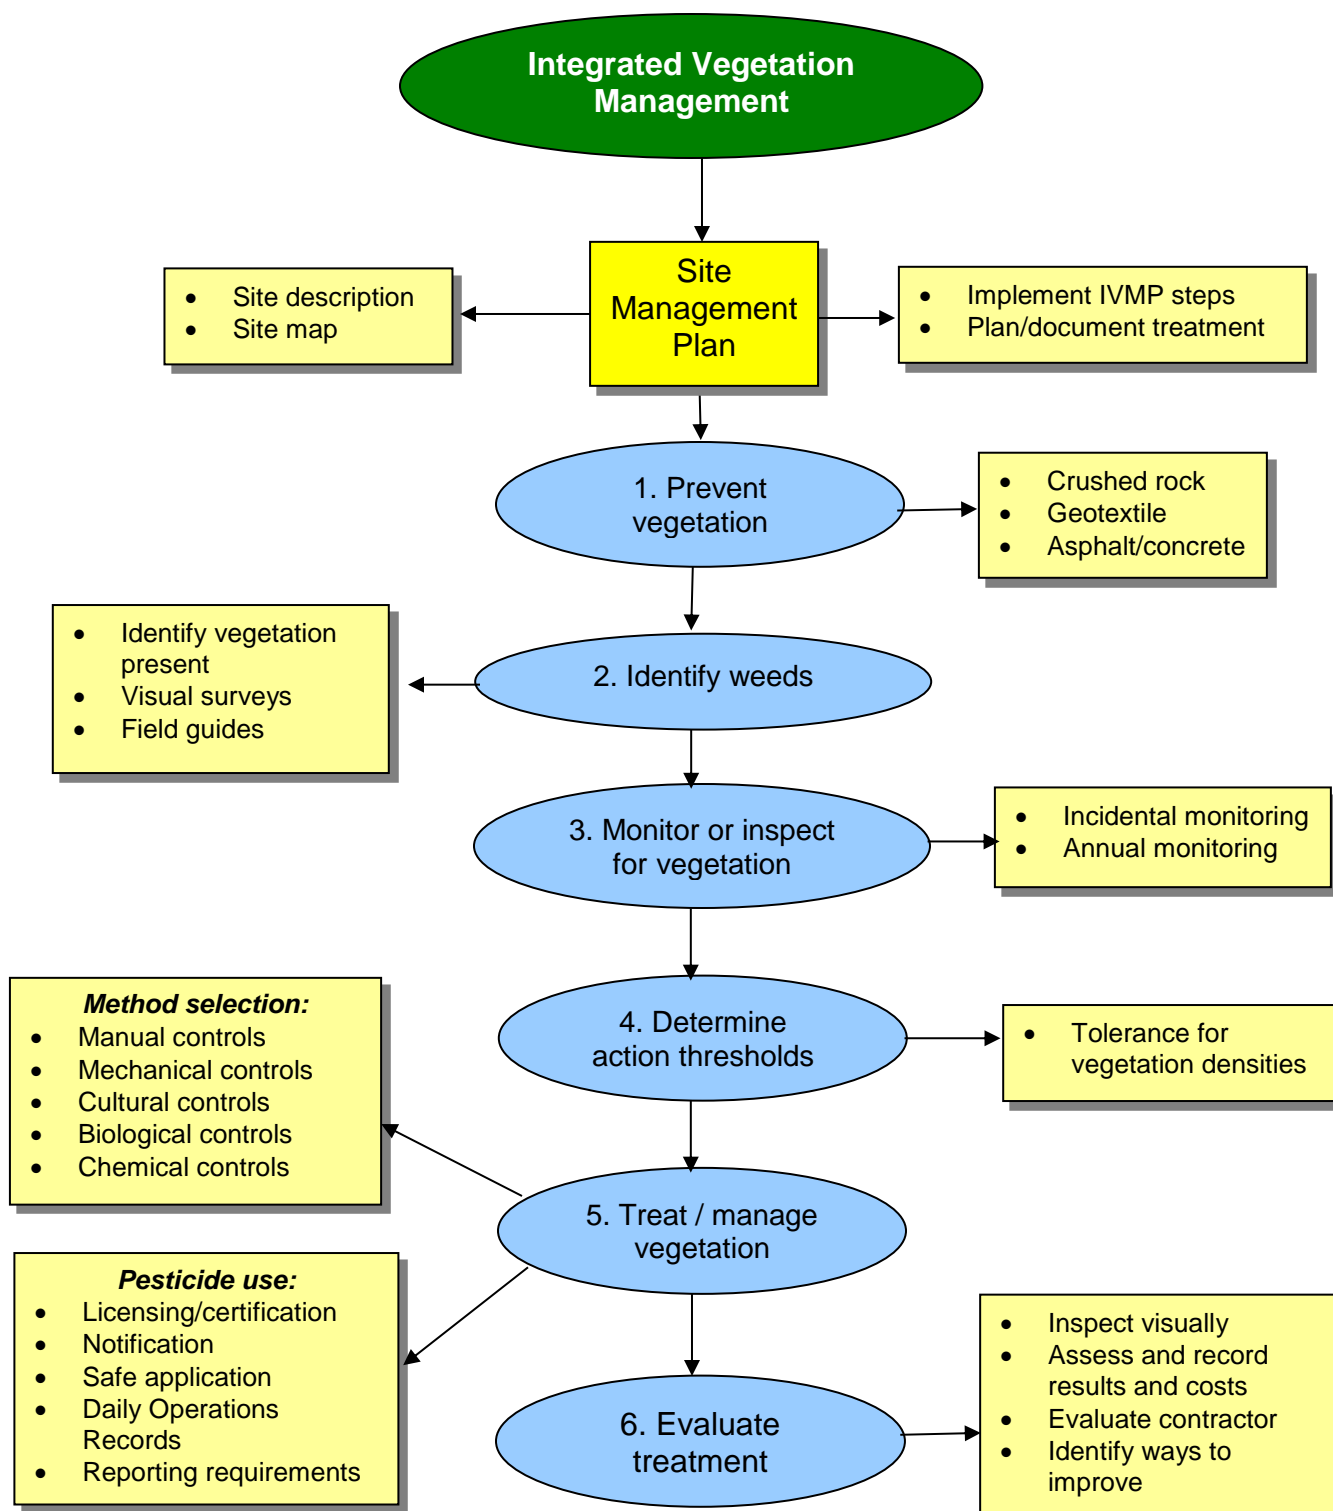 Integrated Vegetation
Management
Site
Management
Plan
• Site description
• Site map
• Implement IVMP steps
• Plan/document treatment
1. Prevent
vegetation
• Crushed rock
• Geotextile
• Asphalt/concrete
2. Identify weeds
• Identify vegetation
present
• Visual surveys
• Field guides
3. Monitor or inspect
for vegetation
• Incidental monitoring
• Annual monitoring
4. Determine
action thresholds
• Tolerance for
vegetation densities
5. Treat / manage
vegetation
Method selection:
• Manual controls
• Mechanical controls
• Cultural controls
• Biological controls
• Chemical controls
Pesticide use:
• Licensing/certification
• Notification
• Safe application
• Daily Operations
Records
• Reporting requirements
6. Evaluate
treatment
• Inspect visually
• Assess and record
results and costs
• Evaluate contractor
• Identify ways to
improve